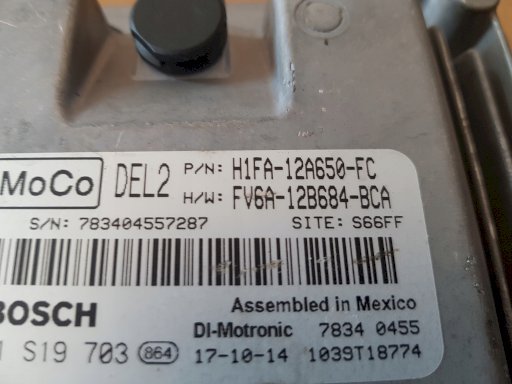 MoCo DEL2 P/N: H1FA-12A650-FC
H/W: FV6A-12B684-BCA
S/N: 783404557287 SITE: S66FF
BOSCH
Assembled in Mexico
DI-Motronic 7834 0455
S19 703 864 17-10-14 1039T18774